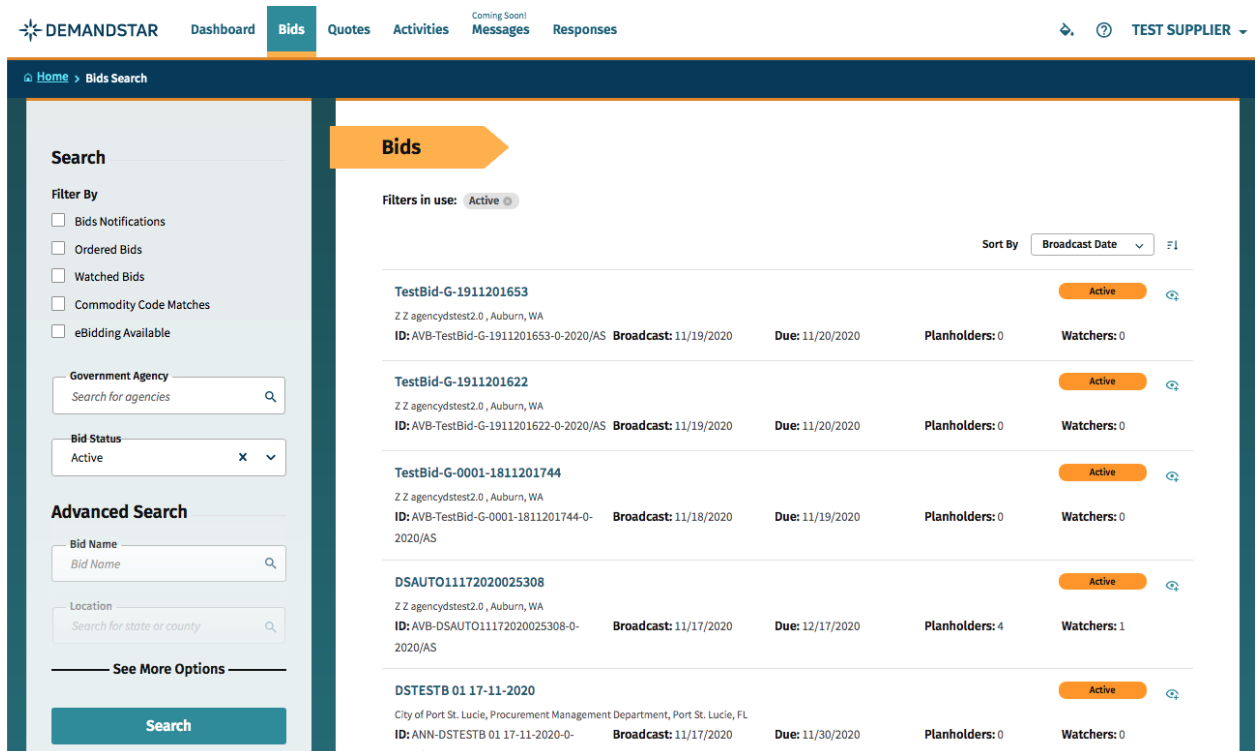 DEMANDSTAR
Dashboard
Bids
Quotes
Activities
Coming Soon!
Messages
Responses
TEST SUPPLIER
Home > Bids Search
Search
Filter By
Bids Notifications
Ordered Bids
Watched Bids
Commodity Code Matches
eBidding Available
Government Agency
Search for agencies
Bid Status
Active
Advanced Search
Bid Name
Bid Name
Location
Search for state or county
See More Options
Search
Bids
Filters in use: Active
Sort By Broadcast Date
TestBid-G-1911201653 Active
Z Z agencydstest2.0 , Auburn, WA
ID: AVB-TestBid-G-1911201653-0-2020/AS Broadcast: 11/19/2020 Due: 11/20/2020 Planholders: 0 Watchers: 0
TestBid-G-1911201622 Active
Z Z agencydstest2.0 , Auburn, WA
ID: AVB-TestBid-G-1911201622-0-2020/AS Broadcast: 11/19/2020 Due: 11/20/2020 Planholders: 0 Watchers: 0
TestBid-G-0001-1811201744 Active
Z Z agencydstest2.0 , Auburn, WA
ID: AVB-TestBid-G-0001-1811201744-0- Broadcast: 11/18/2020 Due: 11/19/2020 Planholders: 0 Watchers: 0
2020/AS
DSAUTO11172020025308 Active
Z Z agencydstest2.0 , Auburn, WA
ID: AVB-DSAUTO11172020025308-0- Broadcast: 11/17/2020 Due: 12/17/2020 Planholders: 4 Watchers: 1
2020/AS
DSTESTB 01 17-11-2020 Active
City of Port St. Lucie, Procurement Management Department, Port St. Lucie, FL
ID: ANN-DSTESTB 01 17-11-2020-0- Broadcast: 11/17/2020 Due: 11/30/2020 Planholders: 0 Watchers: 0